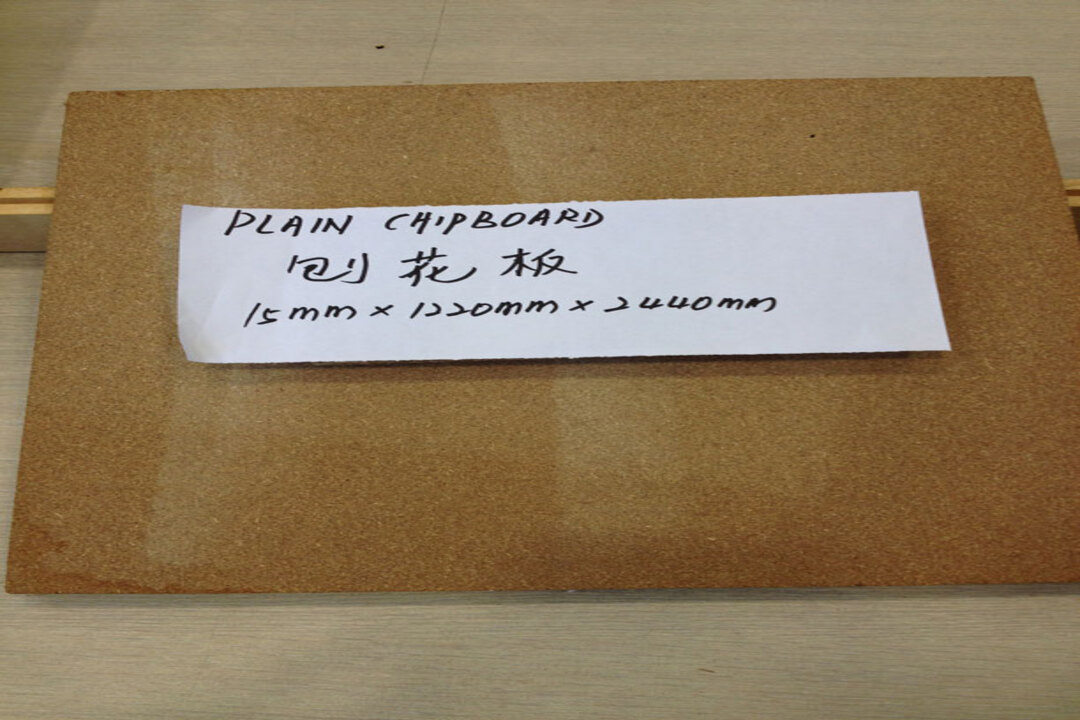 PLAIN CHIPBOARD
刨花板
15mm × 1220mm × 2440mm